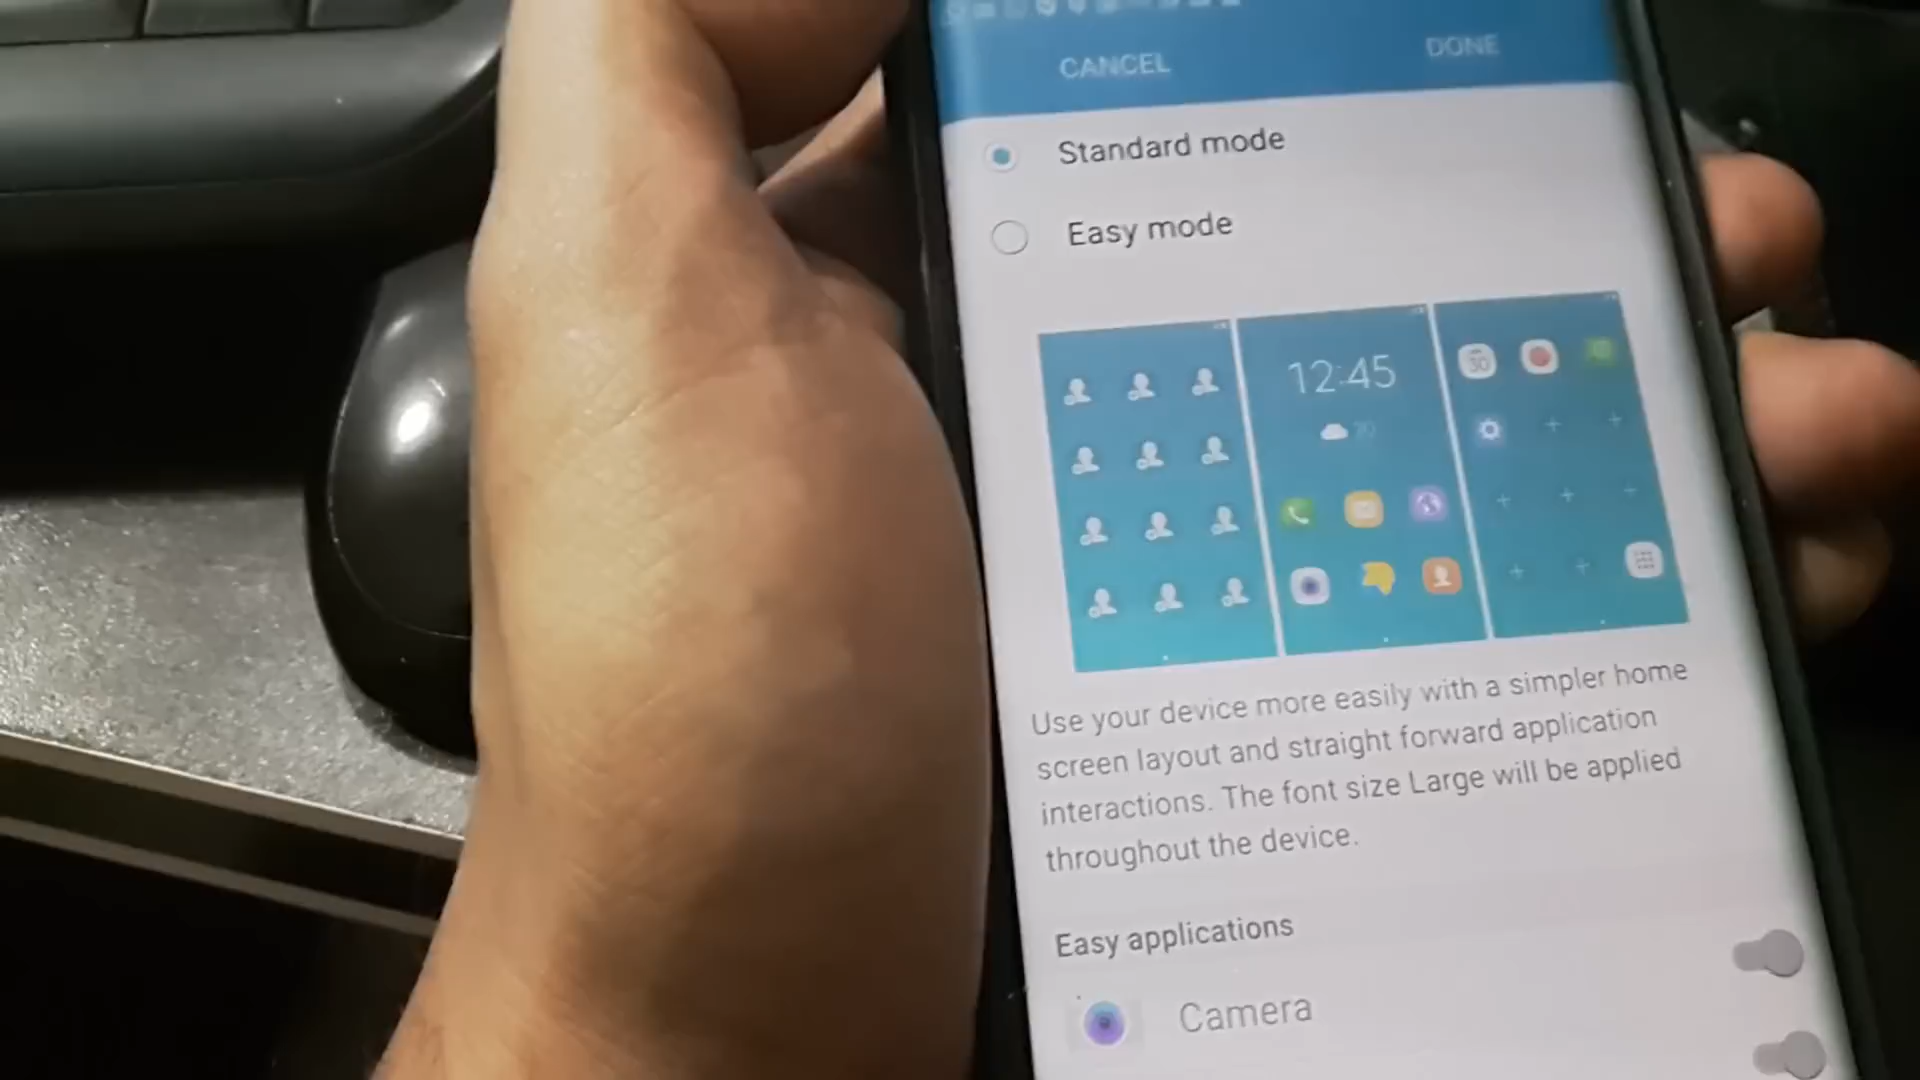 CANCEL DONE
Standard mode
Easy mode
12:45
30
Use your device more easily with a simpler home
screen layout and straight forward application
interactions. The font size Large will be applied
throughout the device.
Easy applications
Camera